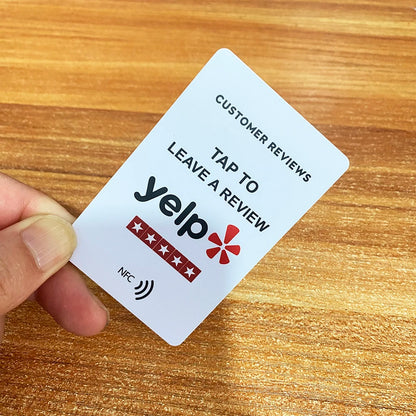 CUSTOMER REVIEWS
TAP TO
LEAVE A REVIEW
yelp
NFC